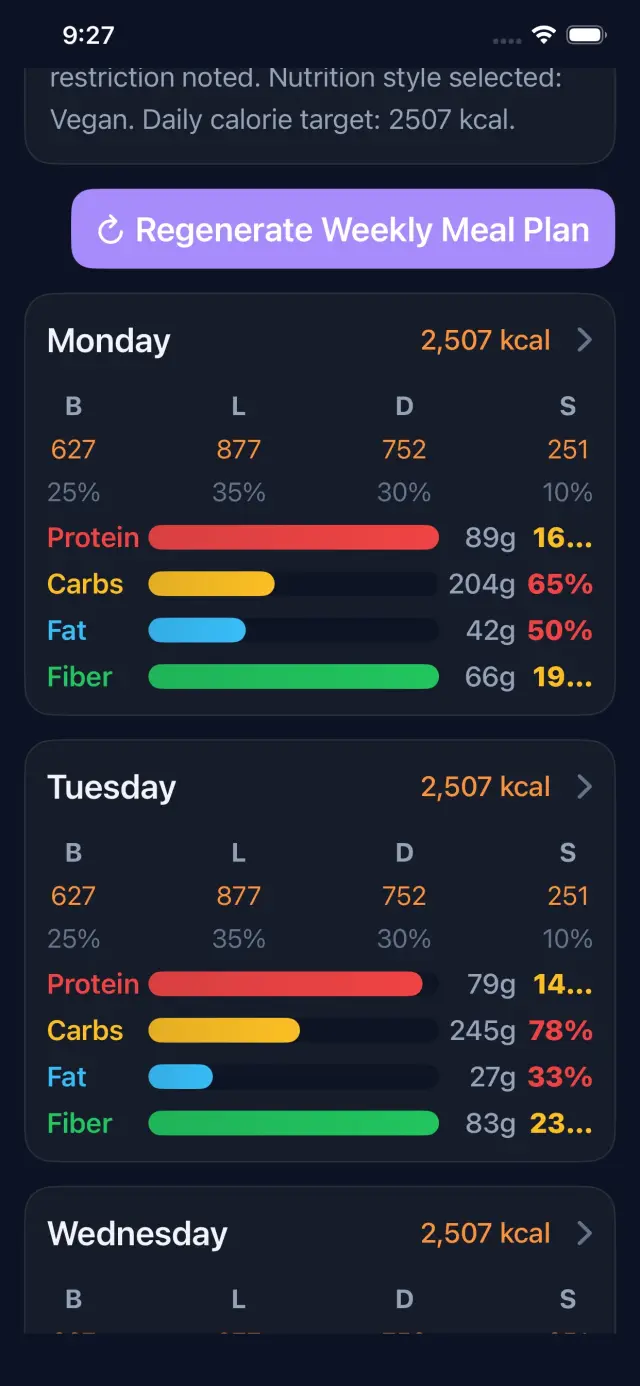 9:27
restriction noted. Nutrition style selected:
Vegan. Daily calorie target: 2507 kcal.
Regenerate Weekly Meal Plan
Monday 2,507 kcal
B L D S
627 877 752 251
25% 35% 30% 10%
Protein 89g 16...
Carbs 204g 65%
Fat 42g 50%
Fiber 66g 19...
Tuesday 2,507 kcal
B L D S
627 877 752 251
25% 35% 30% 10%
Protein 79g 14...
Carbs 245g 78%
Fat 27g 33%
Fiber 83g 23...
Wednesday 2,507 kcal
B L D S